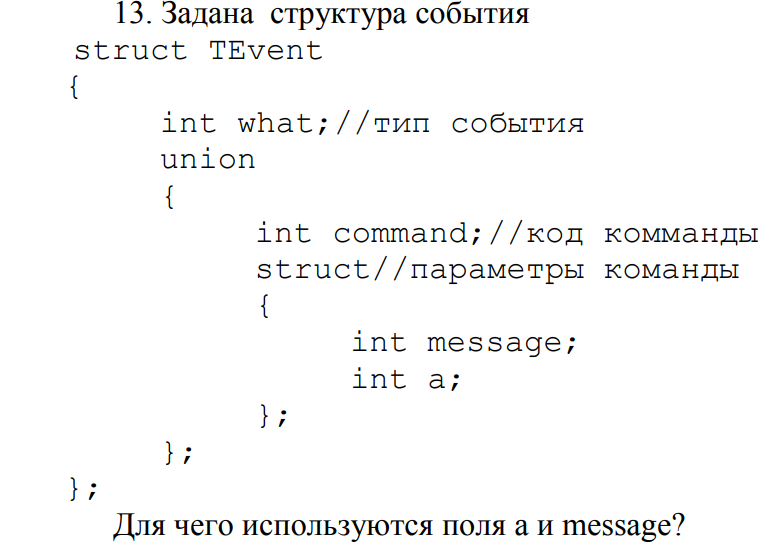 13. Задана структура события
struct TEvent
{
int what;//тип события
union
{
int command;//код комманды
struct//параметры команды
{
int message;
int a;
};
};
};
Для чего используются поля а и message?